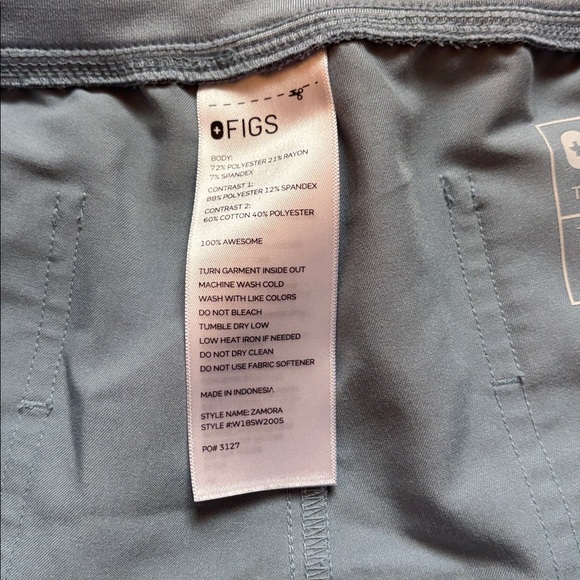 FIGS
BODY:
72% POLYESTER 21% RAYON
7% SPANDEX
CONTRAST 1:
88% POLYESTER 12% SPANDEX
CONTRAST 2:
60% COTTON 40% POLYESTER
100% AWESOME
TURN GARMENT INSIDE OUT
MACHINE WASH COLD
WASH WITH LIKE COLORS
DO NOT BLEACH
TUMBLE DRY LOW
LOW HEAT IRON IF NEEDED
DO NOT DRY CLEAN
DO NOT USE FABRIC SOFTENER
MADE IN INDONESIA
STYLE NAME: ZAMORA
STYLE #:W18SW2005
PO# 3127